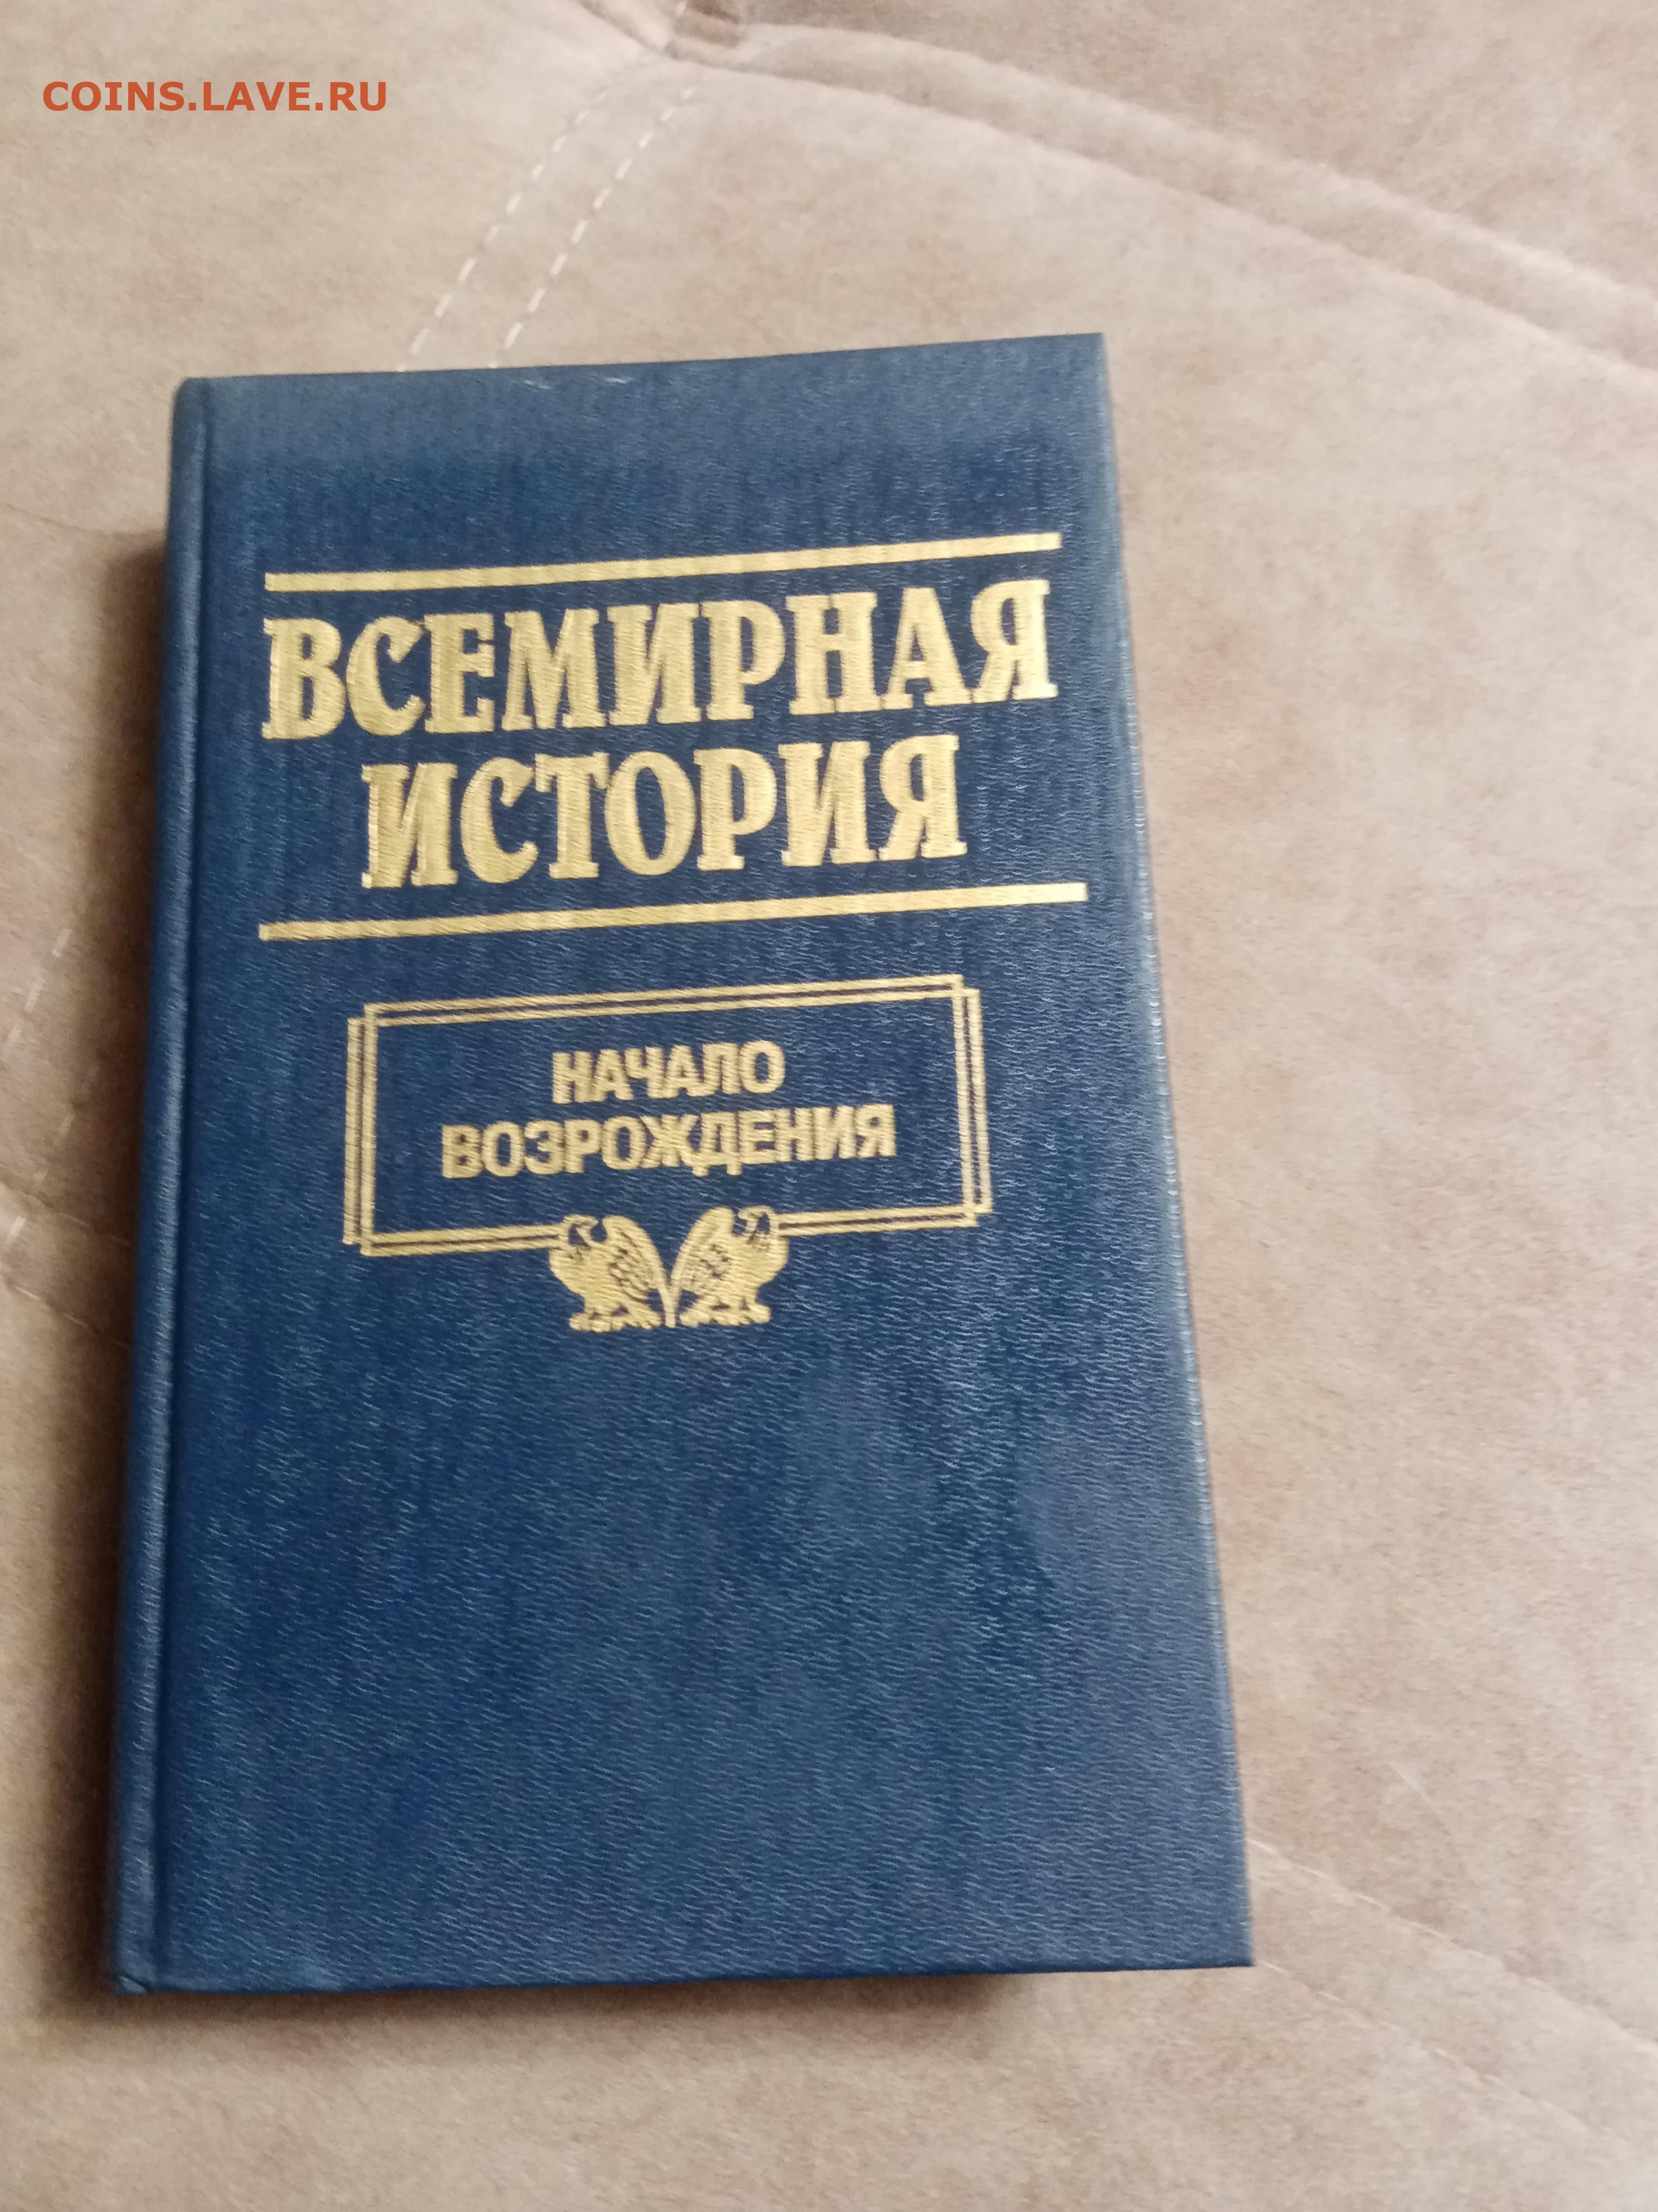 COINS.LAVE.RU
ВСЕМИРНАЯ
ИСТОРИЯ
НАЧАЛО
ВОЗРОЖДЕНИЯ